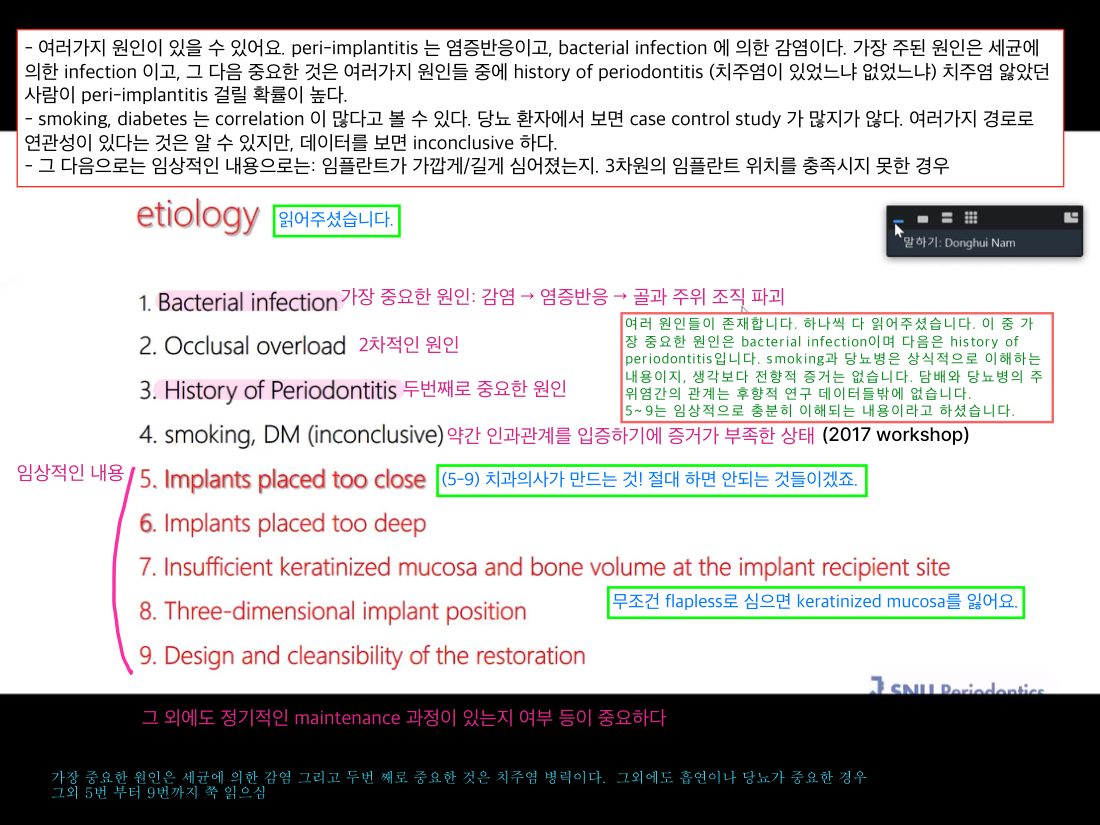 - 여러가지 원인이 있을 수 있어요. peri-implantitis 는 염증반응이고, bacterial infection 에 의한 감염이다. 가장 주된 원인은 세균에
의한 infection 이고, 그 다음 중요한 것은 여러가지 원인들 중에 history of periodontitis (치주염이 있었느냐 없었느냐) 치주염 앓았던
사람이 peri-implantitis 걸릴 확률이 높다.
- smoking, diabetes 는 correlation 이 많다고 볼 수 있다. 당뇨 환자에서 보면 case control study 가 많지가 않다. 여러가지 경로로
연관성이 있다는 것은 알 수 있지만, 데이터를 보면 inconclusive 하다.
- 그 다음으로는 임상적인 내용으로는: 임플란트가 가깝게/길게 심어졌는지. 3차원의 임플란트 위치를 충족시지 못한 경우
etiology 읽어주셨습니다.
말하기: Donghui Nam
1. Bacterial infection 가장 중요한 원인: 감염 → 염증반응 → 골과 주위 조직 파괴
여러 원인들이 존재합니다. 하나씩 다 읽어주셨습니다. 이 중 가
장 중요한 원인은 bacterial infection이며 다음은 history of
periodontitis입니다. smoking과 당뇨병은 상식적으로 이해하는
내용이지, 생각보다 전향적 증거는 없습니다. 담배와 당뇨병의 주
위염간의 관계는 후향적 연구 데이터들밖에 없습니다.
5~9는 임상적으로 충분히 이해되는 내용이라고 하셨습니다.
2. Occlusal overload 2차적인 원인
3. History of Periodontitis 두번째로 중요한 원인
4. smoking, DM (inconclusive) 약간 인과관계를 입증하기에 증거가 부족한 상태 (2017 workshop)
임상적인 내용
5. Implants placed too close (5-9) 치과의사가 만드는 것! 절대 하면 안되는 것들이겠죠.
6. Implants placed too deep
7. Insufficient keratinized mucosa and bone volume at the implant recipient site
무조건 flapless로 심으면 keratinized mucosa를 잃어요.
8. Three-dimensional implant position
9. Design and cleansibility of the restoration
SNU Periodontics
그 외에도 정기적인 maintenance 과정이 있는지 여부 등이 중요하다
가장 중요한 원인은 세균에 의한 감염 그리고 두번 째로 중요한 것은 치주염 병력이다. 그외에도 흡연이나 당뇨가 중요한 경우
그외 5번 부터 9번까지 쭉 읽으심